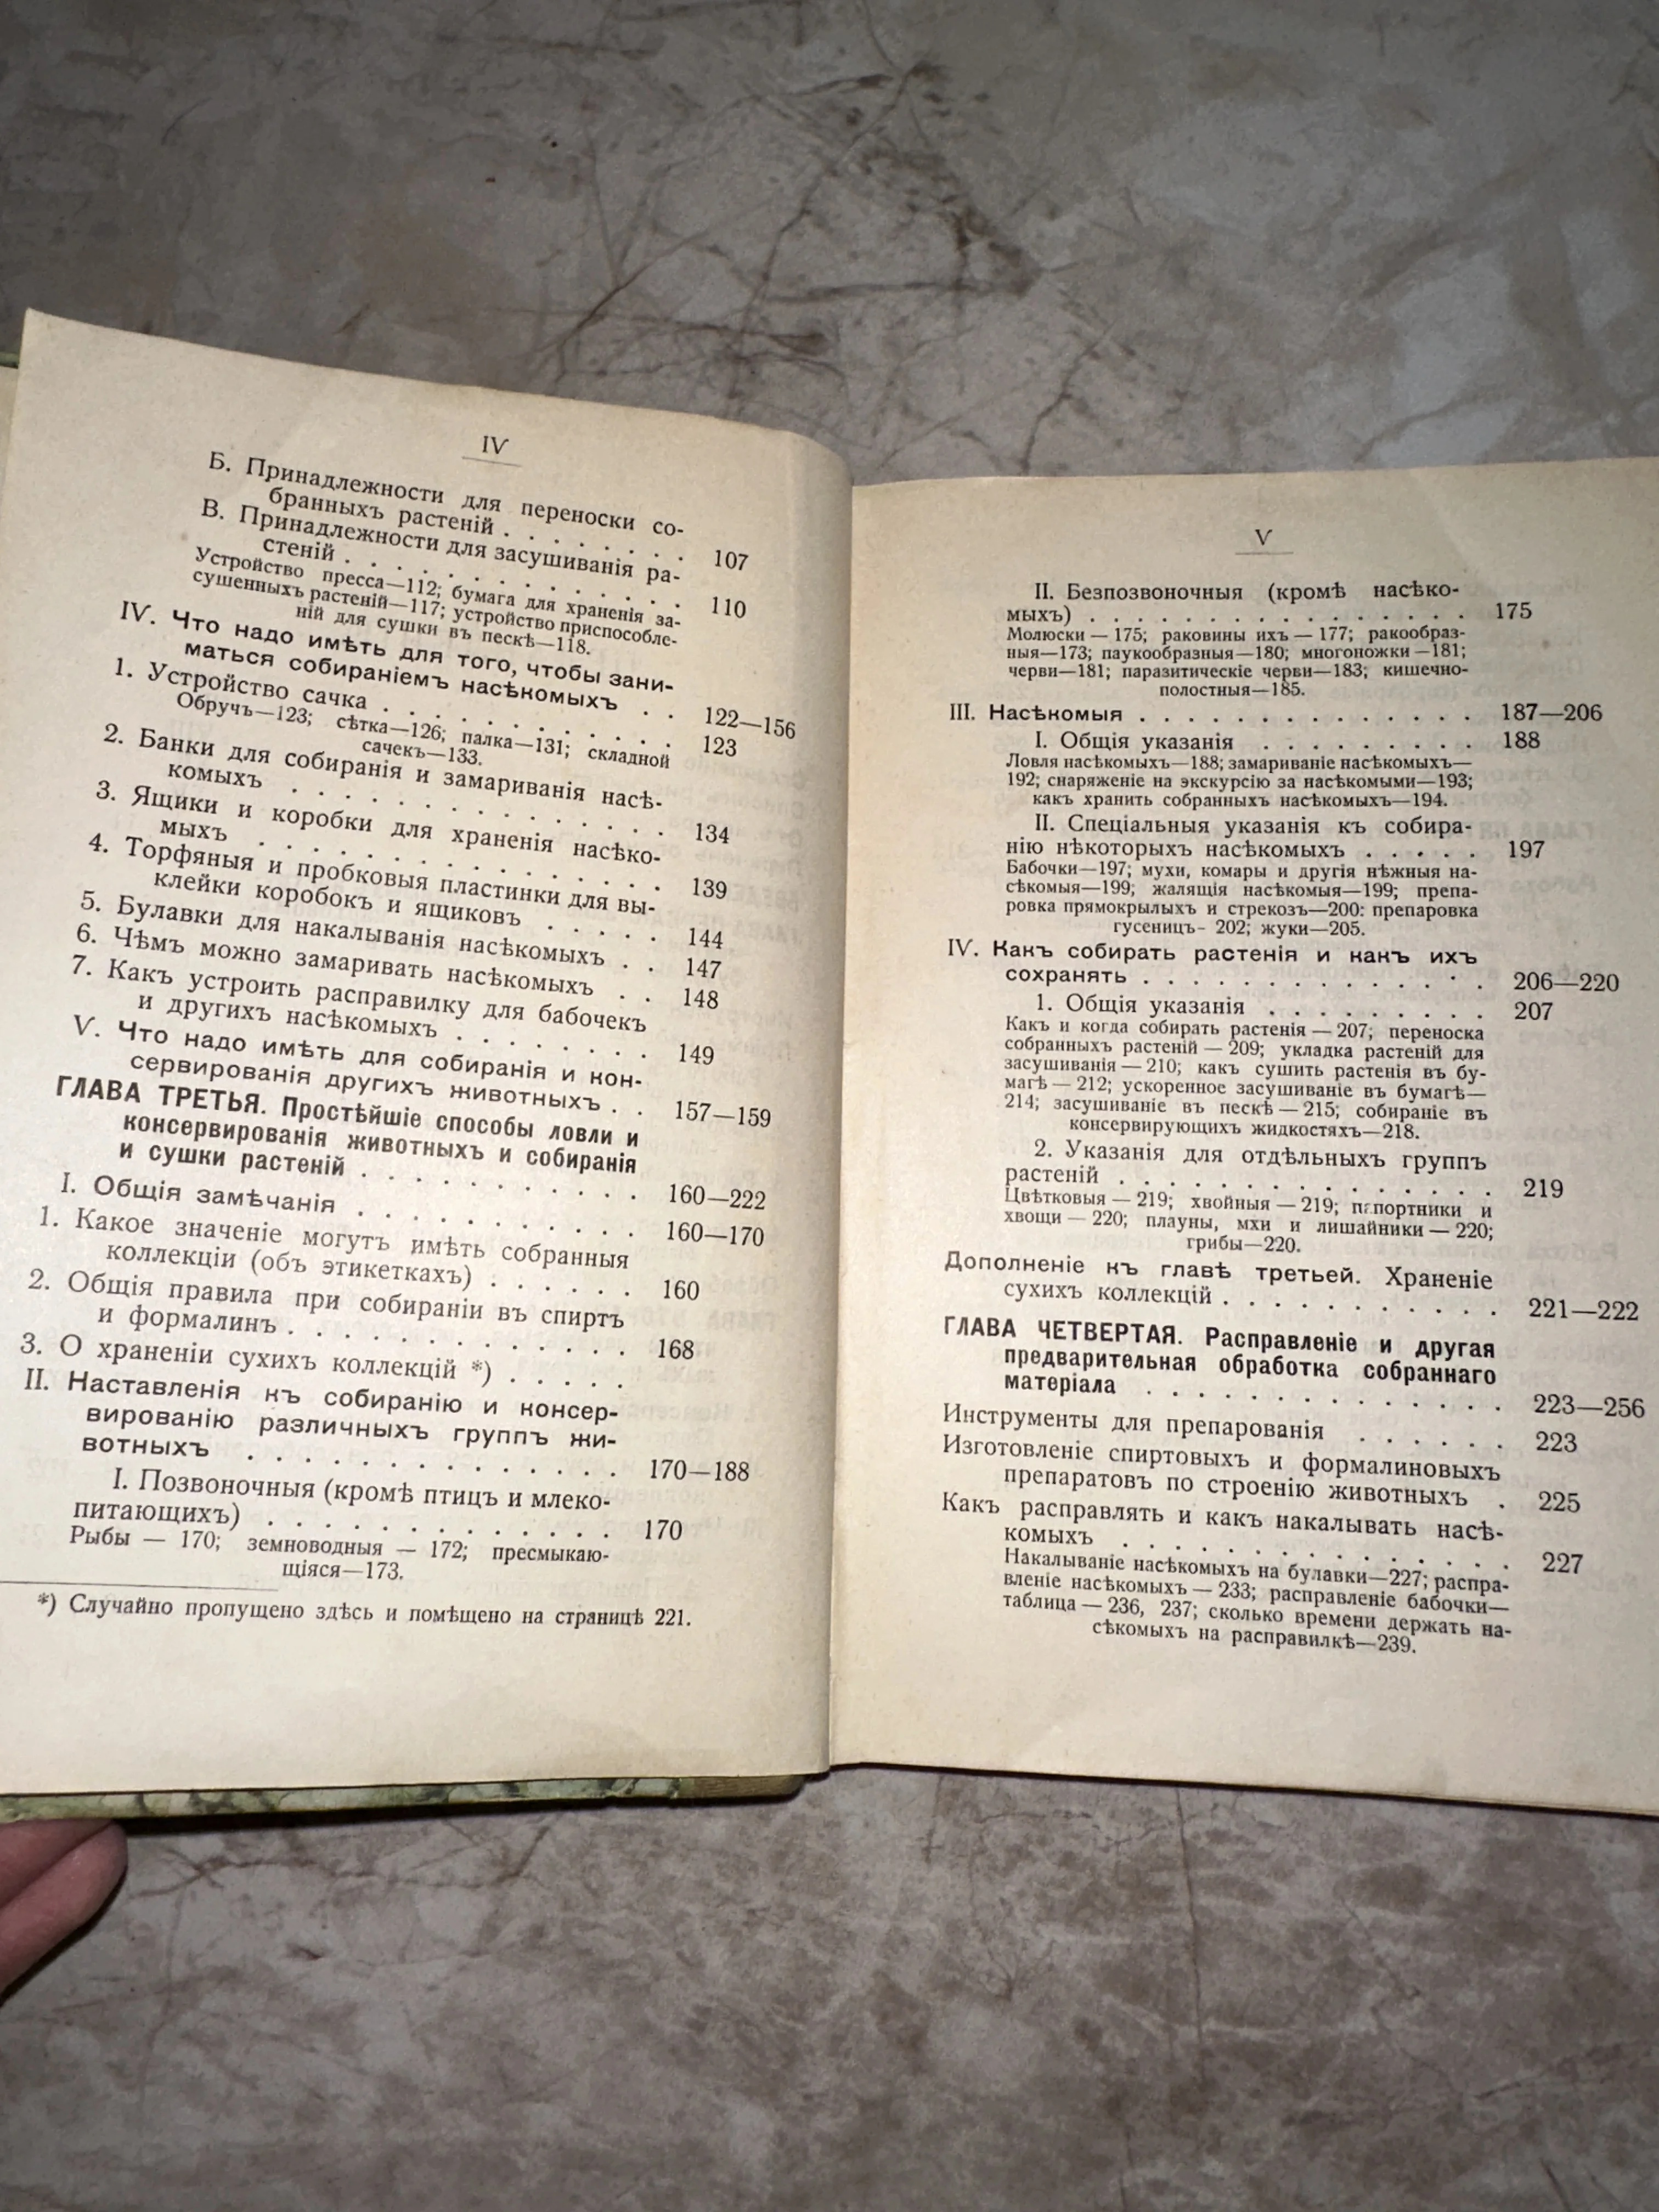 IV
Б. Принадлежности для переноски со-
бранныхъ растеній . . . . . . . . 107
В. Принадлежности для засушиванія ра-
стеній . . . . . . . . . . . . . 110
Устройство пресса—112; бумага для храненія за-
сушенныхъ растеній—117; устройство приспособле-
ній для сушки въ пескѣ—118.
IV. Что надо имѣть для того, чтобы зани-
маться собираніемъ насѣкомыхъ . . 122—156
1. Устройство сачка . . . . . . . . . . . 123
Обручъ—123; сѣтка—126; палка—131; складной
сачекъ—133.
2. Банки для собиранія и замариванія насѣ-
комыхъ . . . . . . . . . . . . . . 134
3. Ящики и коробки для храненія насѣко-
мыхъ . . . . . . . . . . . . . . . 139
4. Торфяныя и пробковыя пластинки для вы-
клейки коробокъ и ящиковъ . . . . . 144
5. Булавки для накалыванія насѣкомыхъ . . 147
6. Чѣмъ можно замаривать насѣкомыхъ . . 148
7. Какъ устроить расправилку для бабочекъ
и другихъ насѣкомыхъ . . . . . . . . 149
V. Что надо имѣть для собиранія и кон-
сервированія другихъ животныхъ . . 157—159
ГЛАВА ТРЕТЬЯ. Простѣйшіе способы ловли и
консервированія животныхъ и собиранія
и сушки растеній . . . . . . . . . . . 160—222
I. Общія замѣчанія . . . . . . . . . . . 160—170
1. Какое значеніе могутъ имѣть собранныя
коллекціи (объ этикеткахъ) . . . . . . 160
2. Общія правила при собираніи въ спиртъ
и формалинъ . . . . . . . . . . . . . 168
3. О храненіи сухихъ коллекцій *) . . . . .
II. Наставленія къ собиранію и консер-
вированію различныхъ группъ жи-
вотныхъ . . . . . . . . . . . . . . 170—188
I. Позвоночныя (кромѣ птицъ и млеко-
питающихъ) . . . . . . . . . . . . . 170
Рыбы — 170; земноводныя — 172; пресмыкаю-
щіяся—173.
*) Случайно пропущено здѣсь и помѣщено на страницѣ 221.
V
II. Безпозвоночныя (кромѣ насѣко-
мыхъ) . . . . . . . . . . . . . . . 175
Молюски — 175; раковины ихъ — 177; ракообраз-
ныя—173; паукообразныя—180; многоножки —181;
черви—181; паразитическіе черви—183; кишечно-
полостныя—185.
III. Насѣкомыя . . . . . . . . . . . . . . 187—206
I. Общія указанія . . . . . . . . . 188
Ловля насѣкомыхъ—188; замариваніе насѣкомыхъ—
192; снаряженіе на экскурсію за насѣкомыми—193;
какъ хранить собранныхъ насѣкомыхъ—194.
II. Спеціальныя указанія къ собира-
нію нѣкоторыхъ насѣкомыхъ . . . . . 197
Бабочки—197; мухи, комары и другія нѣжныя на-
сѣкомыя—199; жалящія насѣкомыя—199; препа-
ровка прямокрылыхъ и стрекозъ—200: препаровка
гусеницъ- 202; жуки—205.
IV. Какъ собирать растенія и какъ ихъ
сохранять . . . . . . . . . . . . . . 206—220
1. Общія указанія . . . . . . . . . 207
Какъ и когда собирать растенія — 207; переноска
собранныхъ растеній — 209; укладка растеній для
засушиванія — 210; какъ сушить растенія въ бу-
магѣ — 212; ускоренное засушиваніе въ бумагѣ—
214; засушиваніе въ пескѣ — 215; собираніе въ
консервирующихъ жидкостяхъ—218.
2. Указанія для отдѣльныхъ группъ
растеній . . . . . . . . . . . . . . 219
Цвѣтковыя — 219; хвойныя — 219; папортники и
хвощи — 220; плауны, мхи и лишайники — 220;
грибы—220.
Дополненіе къ главѣ третьей. Храненіе
сухихъ коллекцій . . . . . . . . . . . 221—222
ГЛАВА ЧЕТВЕРТАЯ. Расправленіе и другая
предварительная обработка собраннаго
матеріала . . . . . . . . . . . . . . 223—256
Инструменты для препарованія . . . . . . 223
Изготовленіе спиртовыхъ и формалиновыхъ
препаратовъ по строенію животныхъ . 225
Какъ расправлять и какъ накалывать насѣ-
комыхъ . . . . . . . . . . . . . . 227
Накалываніе насѣкомыхъ на булавки—227; распра-
вленіе насѣкомыхъ — 233; расправленіе бабочки—
таблица — 236, 237; сколько времени держать на-
сѣкомыхъ на расправилкѣ—239.